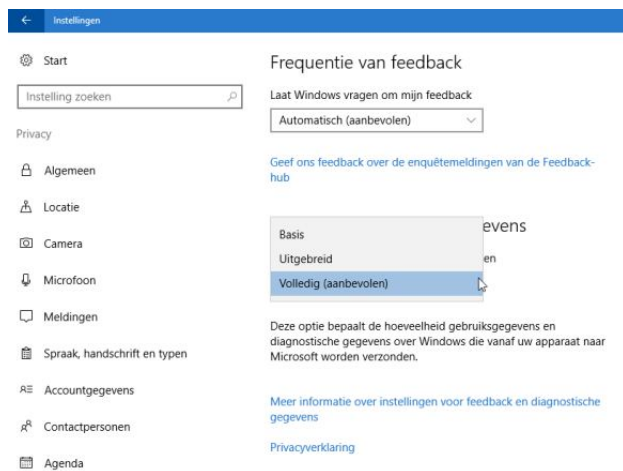 Instellingen
Start
Instelling zoeken
Privacy
Algemeen
Locatie
Camera
Microfoon
Meldingen
Spraak, handschrift en typen
Accountgegevens
Contactpersonen
Agenda
Frequentie van feedback
Laat Windows vragen om mijn feedback
Automatisch (aanbevolen)
Geef ons feedback over de enquêtemeldingen van de Feedback-
hub
evens
Basis
Uitgebreid
en
Volledig (aanbevolen)
Deze optie bepaalt de hoeveelheid gebruiksgegevens en
diagnostische gegevens over Windows die vanaf uw apparaat naar
Microsoft worden verzonden.
Meer informatie over instellingen voor feedback en diagnostische
gegevens
Privacyverklaring